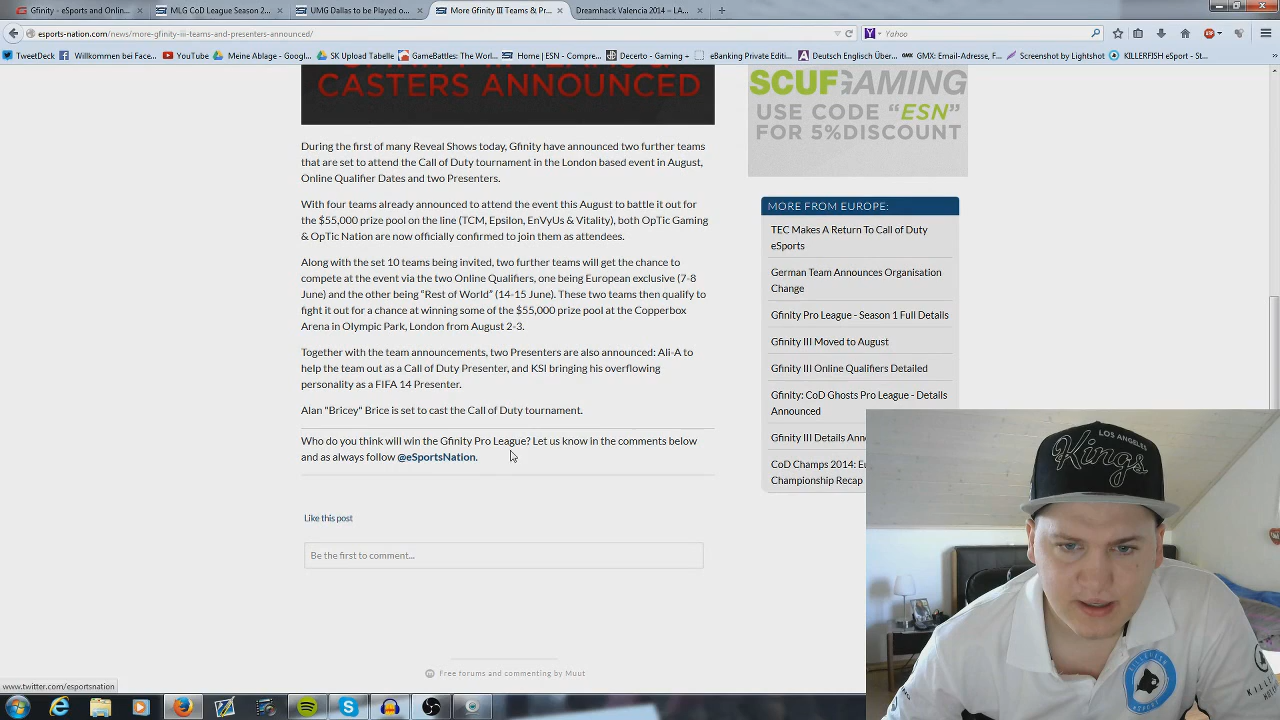 Gfinity - eSports and Onlin...
MLG CoD League Season 2...
UMG Dallas to be Played o...
More Gfinity III Teams & Pr...
Dreamhack Valencia 2014 – LA...
esports-nation.com/news/more-gfinity-iii-teams-and-presenters-announced/
Yahoo
TweetDeck
Willkommen bei Face...
YouTube
Meine Ablage - Googl...
SK Upload Tabelle
GameBattles: The Worl...
Home | ESN - Compre...
Decerto - Gaming - E...
eBanking Private Editi...
Deutsch Englisch Über...
GMX: Email-Adresse, F...
Screenshot by Lightshot
KILLERFISH eSport - St...
CASTERS ANNOUNCED
SCUFGAMING
USE CODE “ESN”
FOR 5%DISCOUNT
During the first of many Reveal Shows today, Gfinity have announced two further teams
that are set to attend the Call of Duty tournament in the London based event in August,
Online Qualifier Dates and two Presenters.
With four teams already announced to attend the event this August to battle it out for
the $55,000 prize pool on the line (TCM, Epsilon, EnVyUs & Vitality), both OpTic Gaming
& OpTic Nation are now officially confirmed to join them as attendees.
Along with the set 10 teams being invited, two further teams will get the chance to
compete at the event via the two Online Qualifiers, one being European exclusive (7-8
June) and the other being “Rest of World” (14-15 June). These two teams then qualify to
fight it out for a chance at winning some of the $55,000 prize pool at the Copperbox
Arena in Olympic Park, London from August 2-3.
Together with the team announcements, two Presenters are also announced: Ali-A to
help the team out as a Call of Duty Presenter, and KSI bringing his overflowing
personality as a FIFA 14 Presenter.
Alan "Bricey" Brice is set to cast the Call of Duty tournament.
Who do you think will win the Gfinity Pro League? Let us know in the comments below
and as always follow @eSportsNation.
Like this post
Be the first to comment...
Free forums and commenting by Muut
MORE FROM EUROPE:
TEC Makes A Return To Call of Duty
eSports
German Team Announces Organisation
Change
Gfinity Pro League - Season 1 Full Details
Gfinity III Moved to August
Gfinity III Online Qualifiers Detailed
Gfinity: CoD Ghosts Pro League - Details
Announced
Gfinity III Details Ann
CoD Champs 2014: Eu
Championship Recap
LOS ANGELES
Kings
www.twitter.com/esportsnation